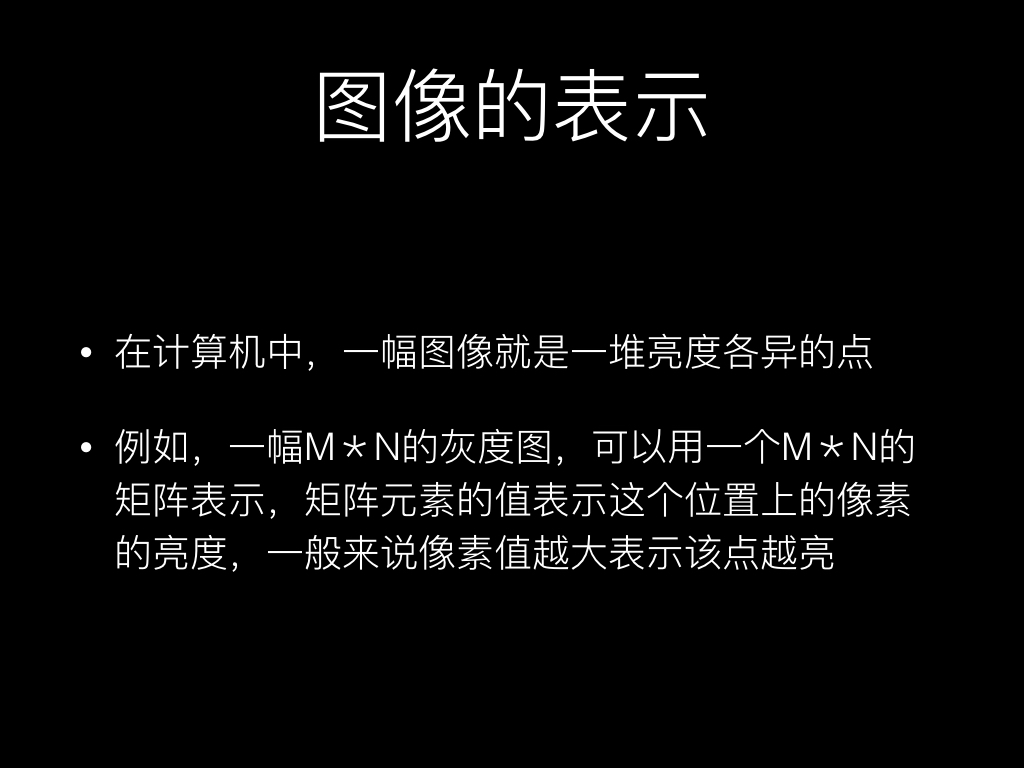 图像的表示
• 在计算机中，一幅图像就是一堆亮度各异的点
• 例如，一幅M＊N的灰度图，可以用一个M＊N的
矩阵表示，矩阵元素的值表示这个位置上的像素
的亮度，一般来说像素值越大表示该点越亮